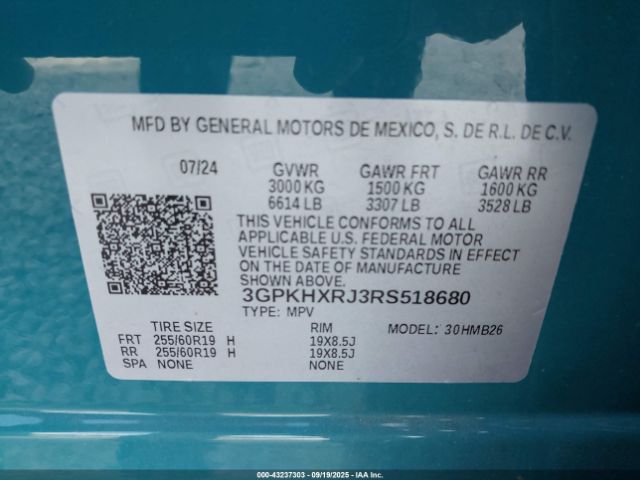 MFD BY GENERAL MOTORS DE MEXICO, S. DE R.L. DE C.V.
07/24 GVWR GAWR FRT GAWR RR
3000 KG 1500 KG 1600 KG
6614 LB 3307 LB 3528 LB
THIS VEHICLE CONFORMS TO ALL
APPLICABLE U.S. FEDERAL MOTOR
VEHICLE SAFETY STANDARDS IN EFFECT
ON THE DATE OF MANUFACTURE
SHOWN ABOVE
3GPKHXRJ3RS518680
TYPE: MPV MODEL: 30HMB26
TIRE SIZE RIM
FRT 255/60R19 H 19X8.5J
RR 255/60R19 H 19X8.5J
SPA NONE NONE
000-43237303 - 09/19/2025 - IAAI, Inc.